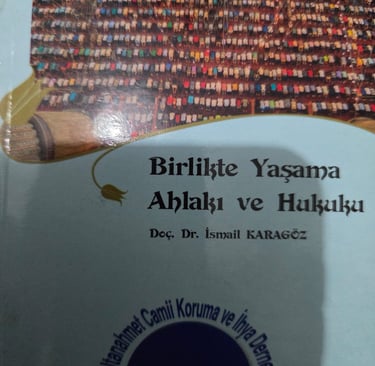 Birlikte Yaşama
Ahlakı ve Hukuku
Doç. Dr. İsmail KARAGÖZ
Camii Koruma ve İhya